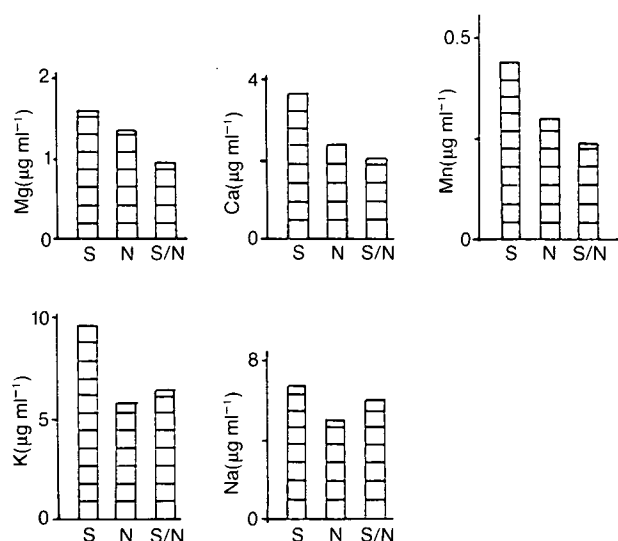 Mg(μg ml⁻¹)
2
1
0
S N S/N
Ca(μg ml⁻¹)
4
2
0
S N S/N
Mn(μg ml⁻¹)
0.5
0
S N S/N
K(μg ml⁻¹)
10
5
0
S N S/N
Na(μg ml⁻¹)
8
4
0
S N S/N